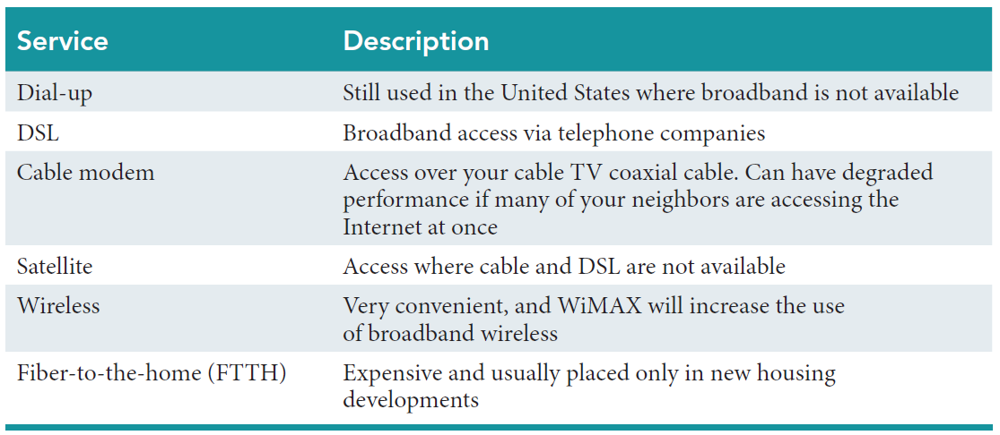 Service Description
Dial-up Still used in the United States where broadband is not available
DSL Broadband access via telephone companies
Cable modem Access over your cable TV coaxial cable. Can have degraded
performance if many of your neighbors are accessing the
Internet at once
Satellite Access where cable and DSL are not available
Wireless Very convenient, and WiMAX will increase the use
of broadband wireless
Fiber-to-the-home (FTTH) Expensive and usually placed only in new housing
developments